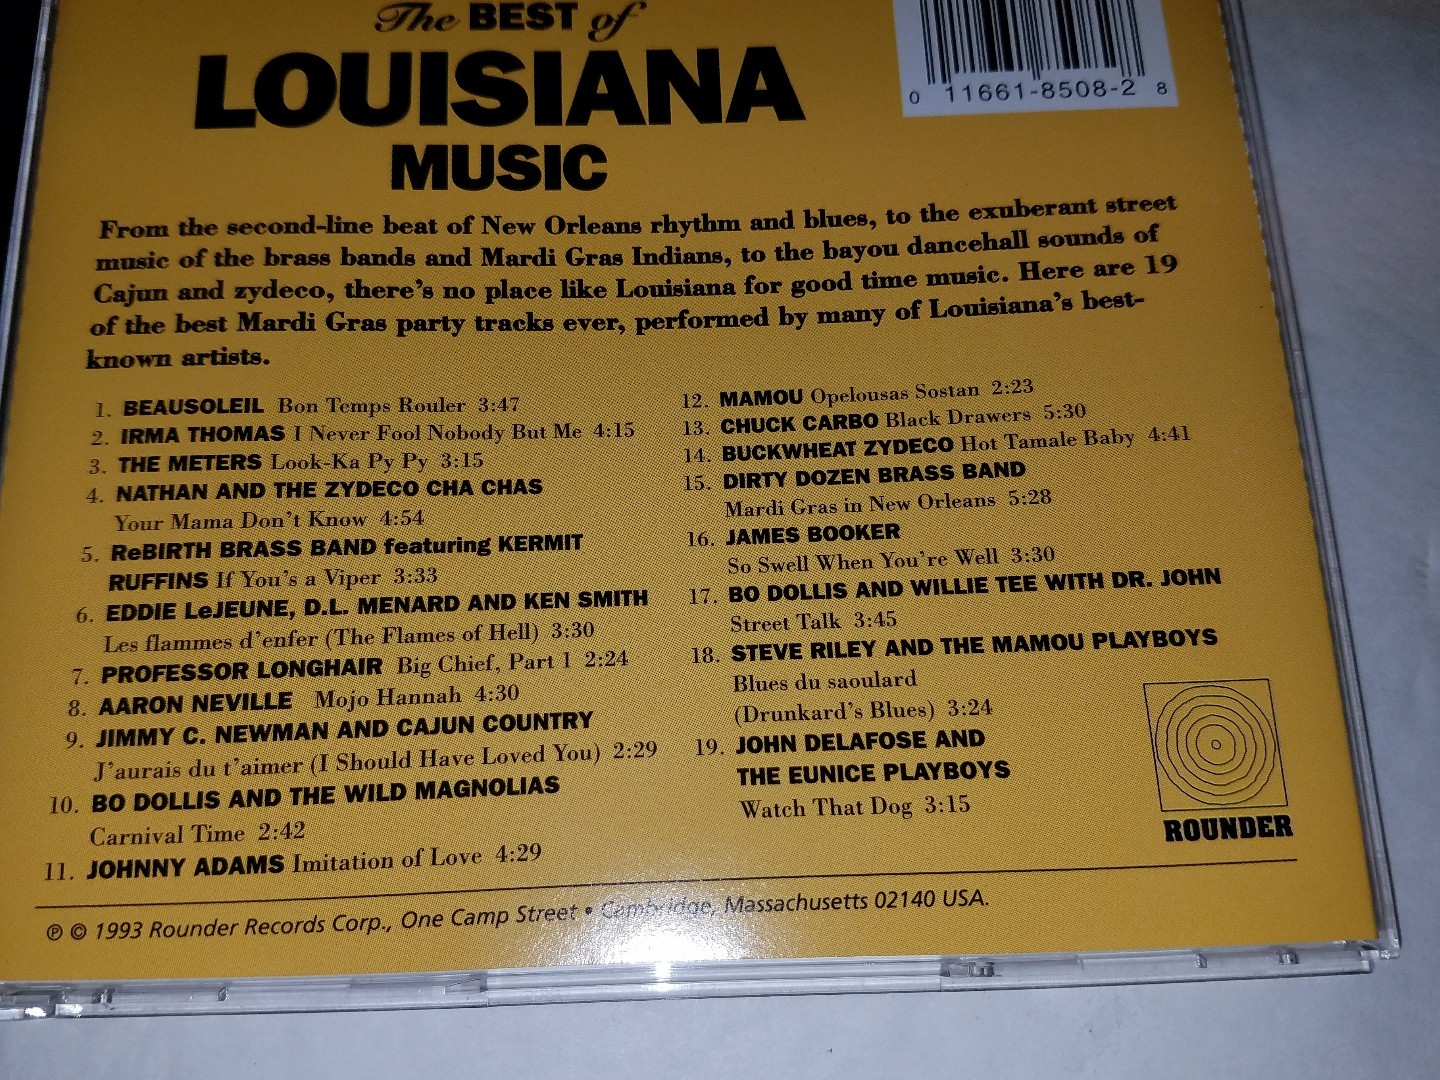 The BEST of
LOUISIANA
MUSIC
0 11661-8508-2 8
From the second-line beat of New Orleans rhythm and blues, to the exuberant street
music of the brass bands and Mardi Gras Indians, to the bayou dancehall sounds of
Cajun and zydeco, there's no place like Louisiana for good time music. Here are 19
of the best Mardi Gras party tracks ever, performed by many of Louisiana's best-
known artists.
1. BEAUSOLEIL Bon Temps Rouler 3:47
2. IRMA THOMAS I Never Fool Nobody But Me 4:15
3. THE METERS Look-Ka Py Py 3:15
4. NATHAN AND THE ZYDECO CHA CHAS
Your Mama Don't Know 4:54
5. ReBIRTH BRASS BAND featuring KERMIT
RUFFINS If You's a Viper 3:33
6. EDDIE LeJEUNE, D.L. MENARD AND KEN SMITH
Les flammes d'enfer (The Flames of Hell) 3:30
7. PROFESSOR LONGHAIR Big Chief, Part 1 2:24
8. AARON NEVILLE Mojo Hannah 4:30
9. JIMMY C. NEWMAN AND CAJUN COUNTRY
J'aurais du t'aimer (I Should Have Loved You) 2:29
10. BO DOLLIS AND THE WILD MAGNOLIAS
Carnival Time 2:42
11. JOHNNY ADAMS Imitation of Love 4:29
12. MAMOU Opelousas Sostan 2:23
13. CHUCK CARBO Black Drawers 5:30
14. BUCKWHEAT ZYDECO Hot Tamale Baby 4:41
15. DIRTY DOZEN BRASS BAND
Mardi Gras in New Orleans 5:28
16. JAMES BOOKER
So Swell When You're Well 3:30
17. BO DOLLIS AND WILLIE TEE WITH DR. JOHN
Street Talk 3:45
18. STEVE RILEY AND THE MAMOU PLAYBOYS
Blues du saoulard
(Drunkard's Blues) 3:24
19. JOHN DELAFOSE AND
THE EUNICE PLAYBOYS
Watch That Dog 3:15
ROUNDER
℗ © 1993 Rounder Records Corp., One Camp Street • Cambridge, Massachusetts 02140 USA.